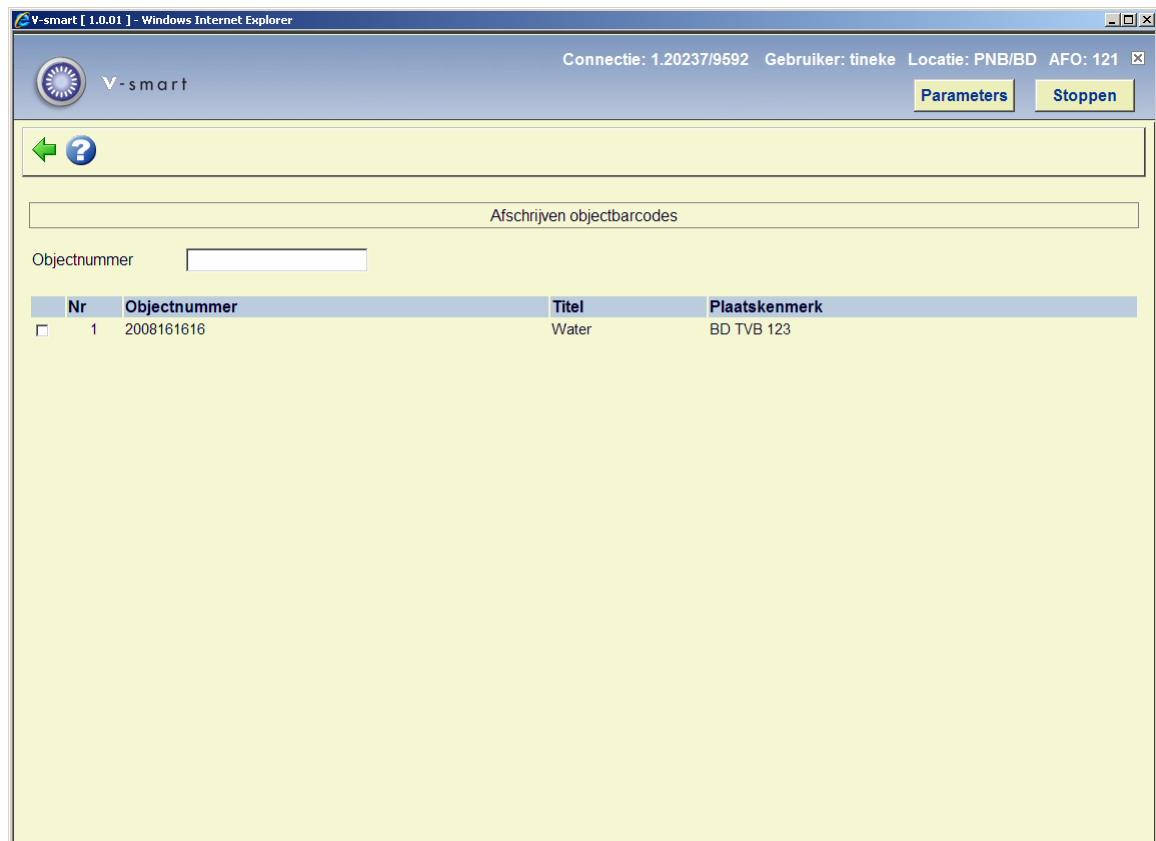 V-smart [ 1.0.01 ] - Windows Internet Explorer
Connectie: 1.20237/9592 Gebruiker: tineke Locatie: PNB/BD AFO: 121
V-smart
Parameters Stoppen
Afschrijven objectbarcodes
Objectnummer
Nr Objectnummer Titel Plaatskenmerk
1 2008161616 Water BD TVB 123